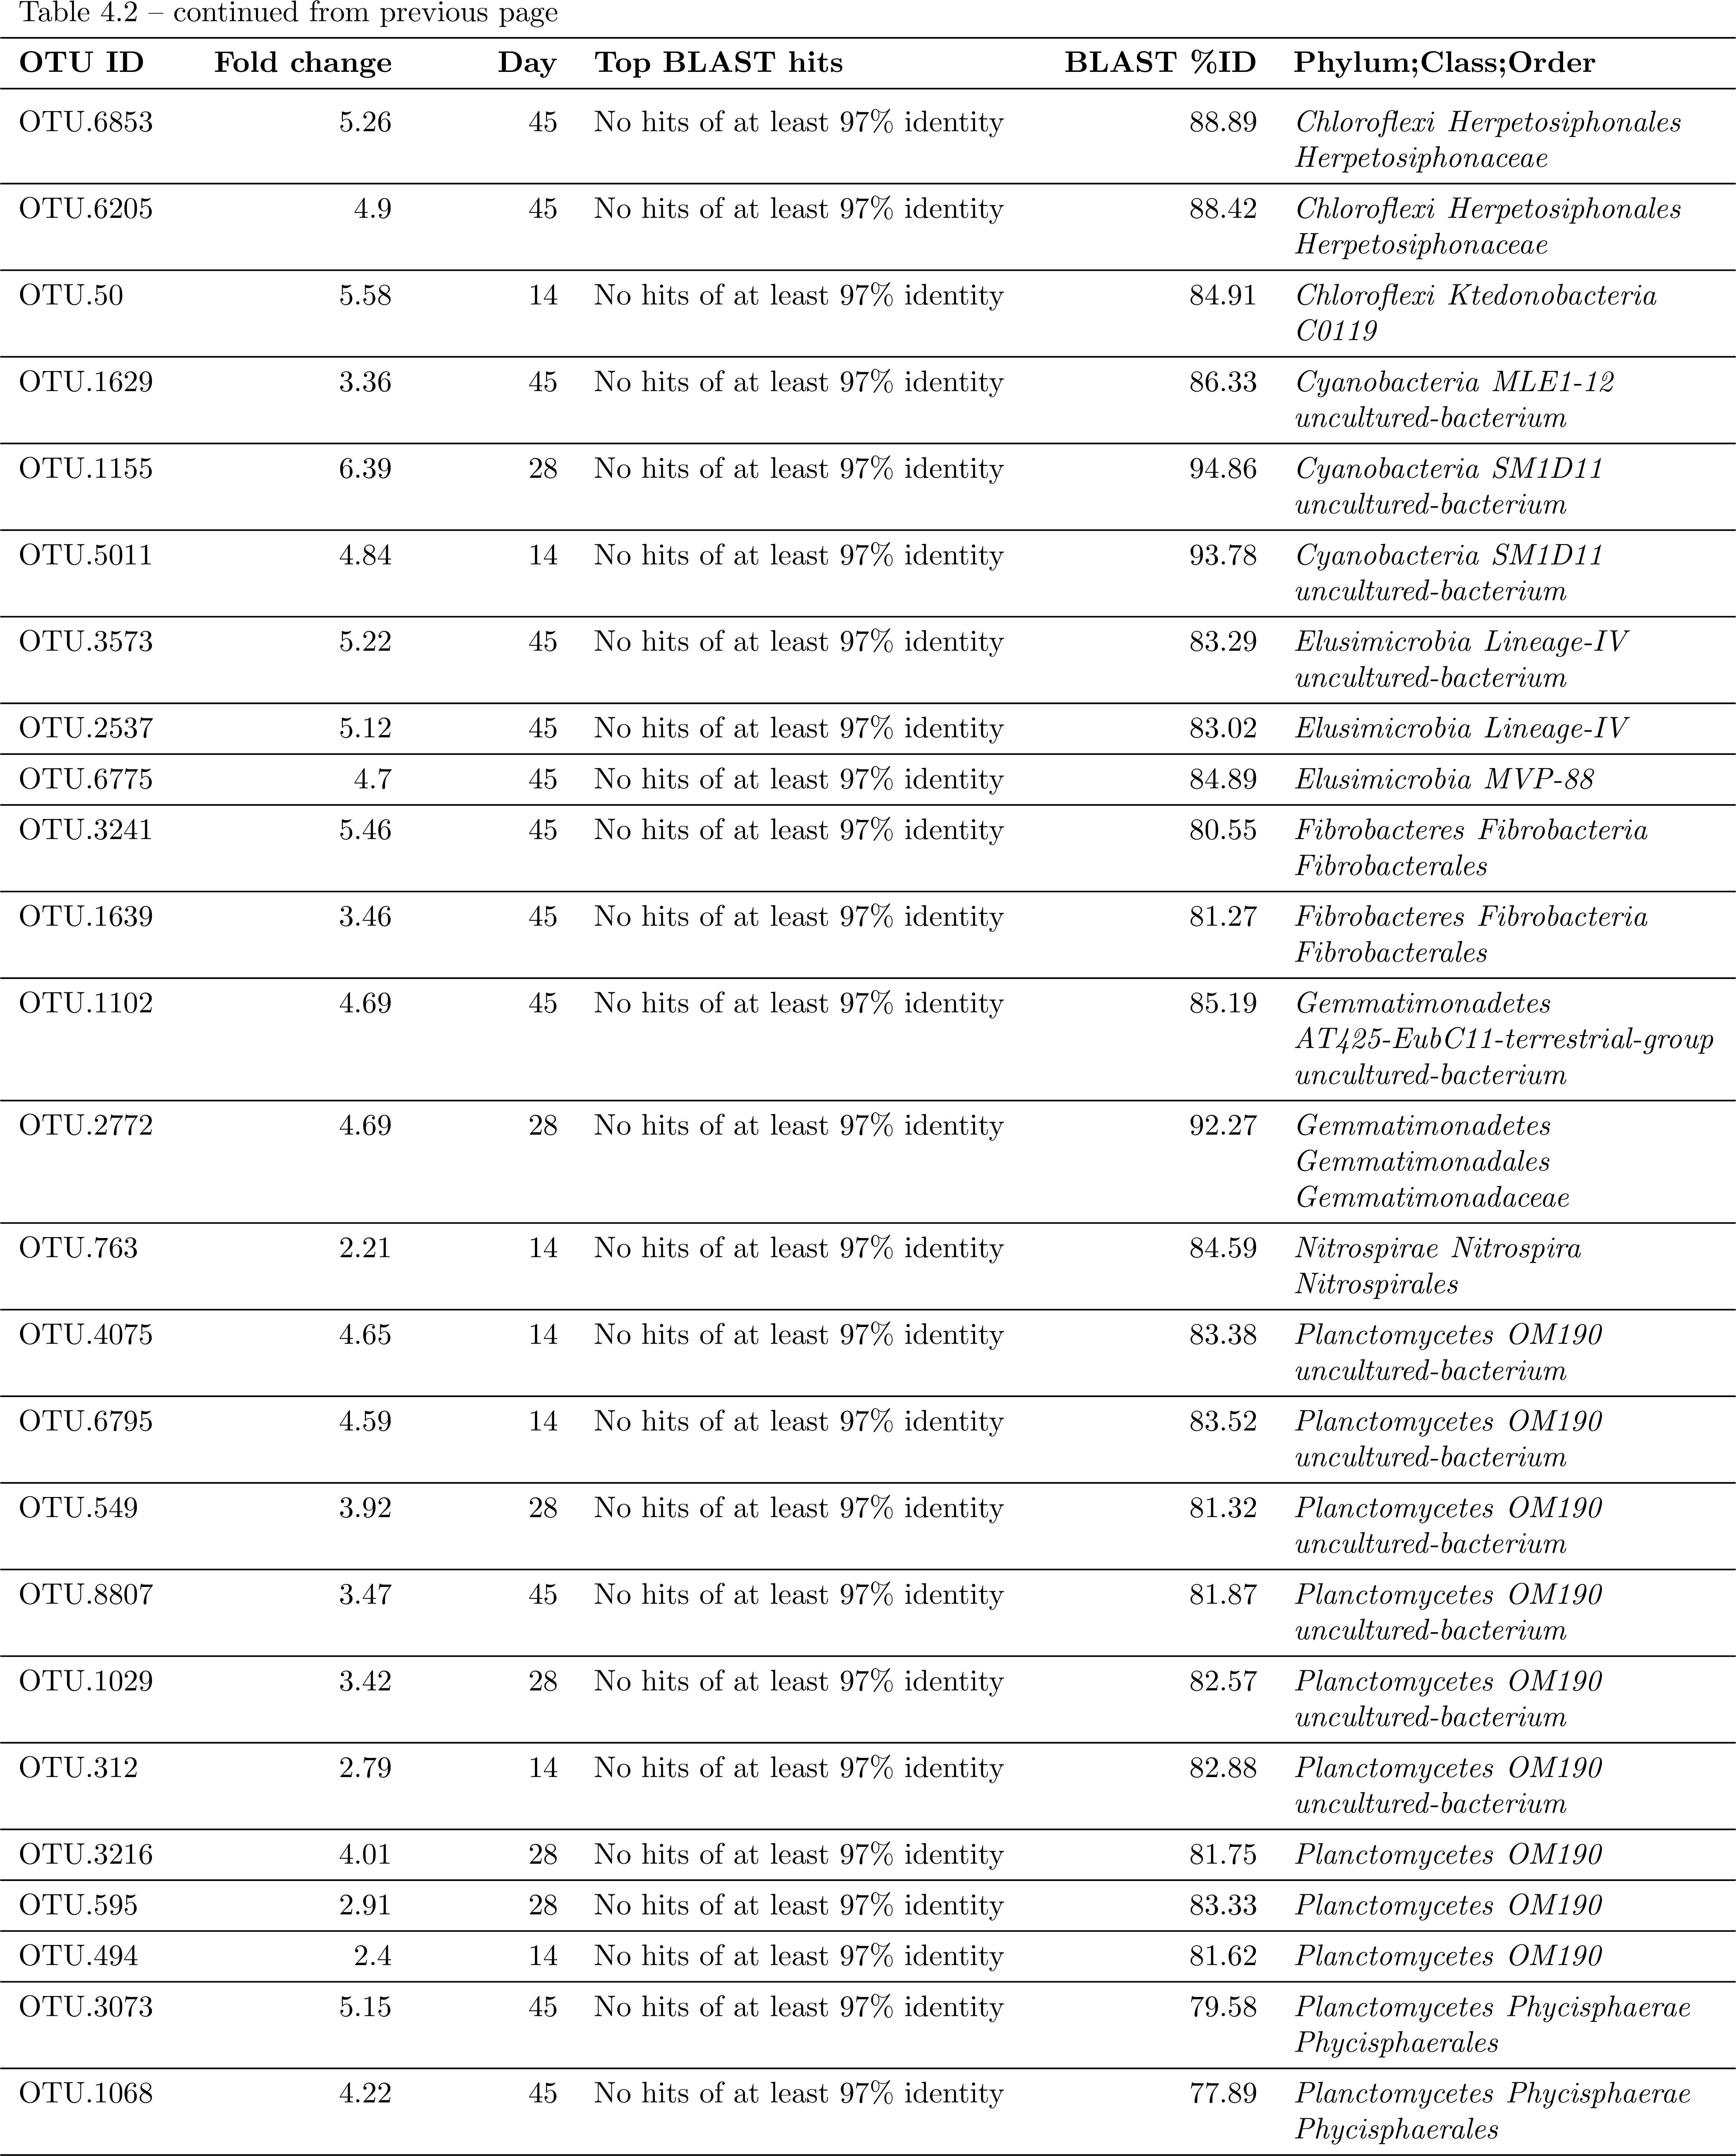 Table 4.2 – continued from previous page
OTU ID Fold change Day Top BLAST hits BLAST %ID Phylum;Class;Order
OTU.6853 5.26 45 No hits of at least 97% identity 88.89 Chloroflexi Herpetosiphonales
Herpetosiphonaceae
OTU.6205 4.9 45 No hits of at least 97% identity 88.42 Chloroflexi Herpetosiphonales
Herpetosiphonaceae
OTU.50 5.58 14 No hits of at least 97% identity 84.91 Chloroflexi Ktedonobacteria
C0119
OTU.1629 3.36 45 No hits of at least 97% identity 86.33 Cyanobacteria MLE1-12
uncultured-bacterium
OTU.1155 6.39 28 No hits of at least 97% identity 94.86 Cyanobacteria SM1D11
uncultured-bacterium
OTU.5011 4.84 14 No hits of at least 97% identity 93.78 Cyanobacteria SM1D11
uncultured-bacterium
OTU.3573 5.22 45 No hits of at least 97% identity 83.29 Elusimicrobia Lineage-IV
uncultured-bacterium
OTU.2537 5.12 45 No hits of at least 97% identity 83.02 Elusimicrobia Lineage-IV
OTU.6775 4.7 45 No hits of at least 97% identity 84.89 Elusimicrobia MVP-88
OTU.3241 5.46 45 No hits of at least 97% identity 80.55 Fibrobacteres Fibrobacteria
Fibrobacterales
OTU.1639 3.46 45 No hits of at least 97% identity 81.27 Fibrobacteres Fibrobacteria
Fibrobacterales
OTU.1102 4.69 45 No hits of at least 97% identity 85.19 Gemmatimonadetes
AT425-EubC11-terrestrial-group
uncultured-bacterium
OTU.2772 4.69 28 No hits of at least 97% identity 92.27 Gemmatimonadetes
Gemmatimonadales
Gemmatimonadaceae
OTU.763 2.21 14 No hits of at least 97% identity 84.59 Nitrospirae Nitrospira
Nitrospirales
OTU.4075 4.65 14 No hits of at least 97% identity 83.38 Planctomycetes OM190
uncultured-bacterium
OTU.6795 4.59 14 No hits of at least 97% identity 83.52 Planctomycetes OM190
uncultured-bacterium
OTU.549 3.92 28 No hits of at least 97% identity 81.32 Planctomycetes OM190
uncultured-bacterium
OTU.8807 3.47 45 No hits of at least 97% identity 81.87 Planctomycetes OM190
uncultured-bacterium
OTU.1029 3.42 28 No hits of at least 97% identity 82.57 Planctomycetes OM190
uncultured-bacterium
OTU.312 2.79 14 No hits of at least 97% identity 82.88 Planctomycetes OM190
uncultured-bacterium
OTU.3216 4.01 28 No hits of at least 97% identity 81.75 Planctomycetes OM190
OTU.595 2.91 28 No hits of at least 97% identity 83.33 Planctomycetes OM190
OTU.494 2.4 14 No hits of at least 97% identity 81.62 Planctomycetes OM190
OTU.3073 5.15 45 No hits of at least 97% identity 79.58 Planctomycetes Phycisphaerae
Phycisphaerales
OTU.1068 4.22 45 No hits of at least 97% identity 77.89 Planctomycetes Phycisphaerae
Phycisphaerales